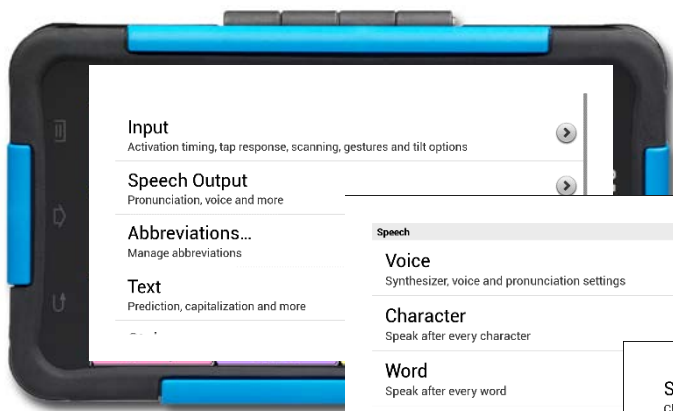 Input
Activation timing, tap response, scanning, gestures and tilt options
Speech Output
Pronunciation, voice and more
Abbreviations...
Manage abbreviations
Text
Prediction, capitalization and more
Speech
Voice
Synthesizer, voice and pronunciation settings
Character
Speak after every character
Word
Speak after every word